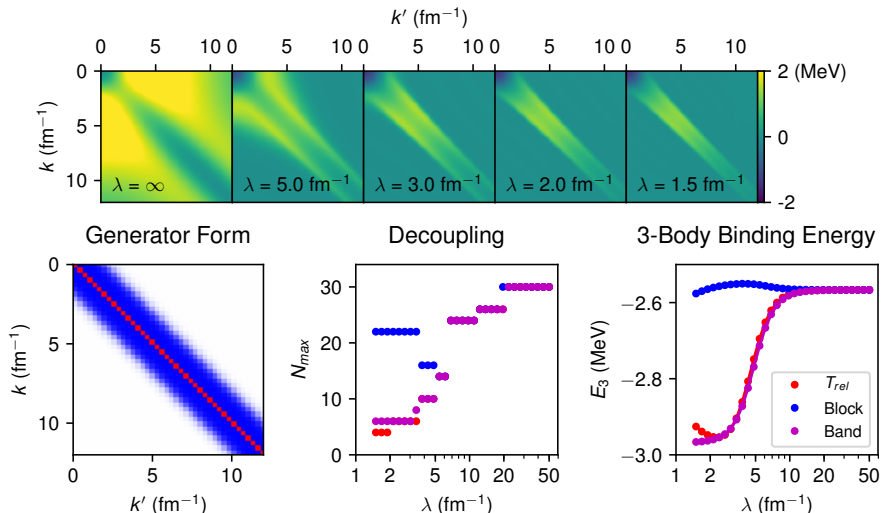 k′ (fm⁻¹)
0 5 10 0 5 10 0 5 10 0 5 10 0 5 10
0
5
10
k (fm⁻¹)
λ = ∞
λ = 5.0 fm⁻¹
λ = 3.0 fm⁻¹
λ = 2.0 fm⁻¹
λ = 1.5 fm⁻¹
2 (MeV)
0
-2
Generator Form
0
5
10
k (fm⁻¹)
0 5 10
k′ (fm⁻¹)
Decoupling
30
20
10
0
N_max
2 5 10 20 50
λ (fm⁻¹)
3-Body Binding Energy
−2.6
−2.8
−3.0
E₃ (MeV)
T_rel
Block
Band
2 5 10 20 50
λ (fm⁻¹)